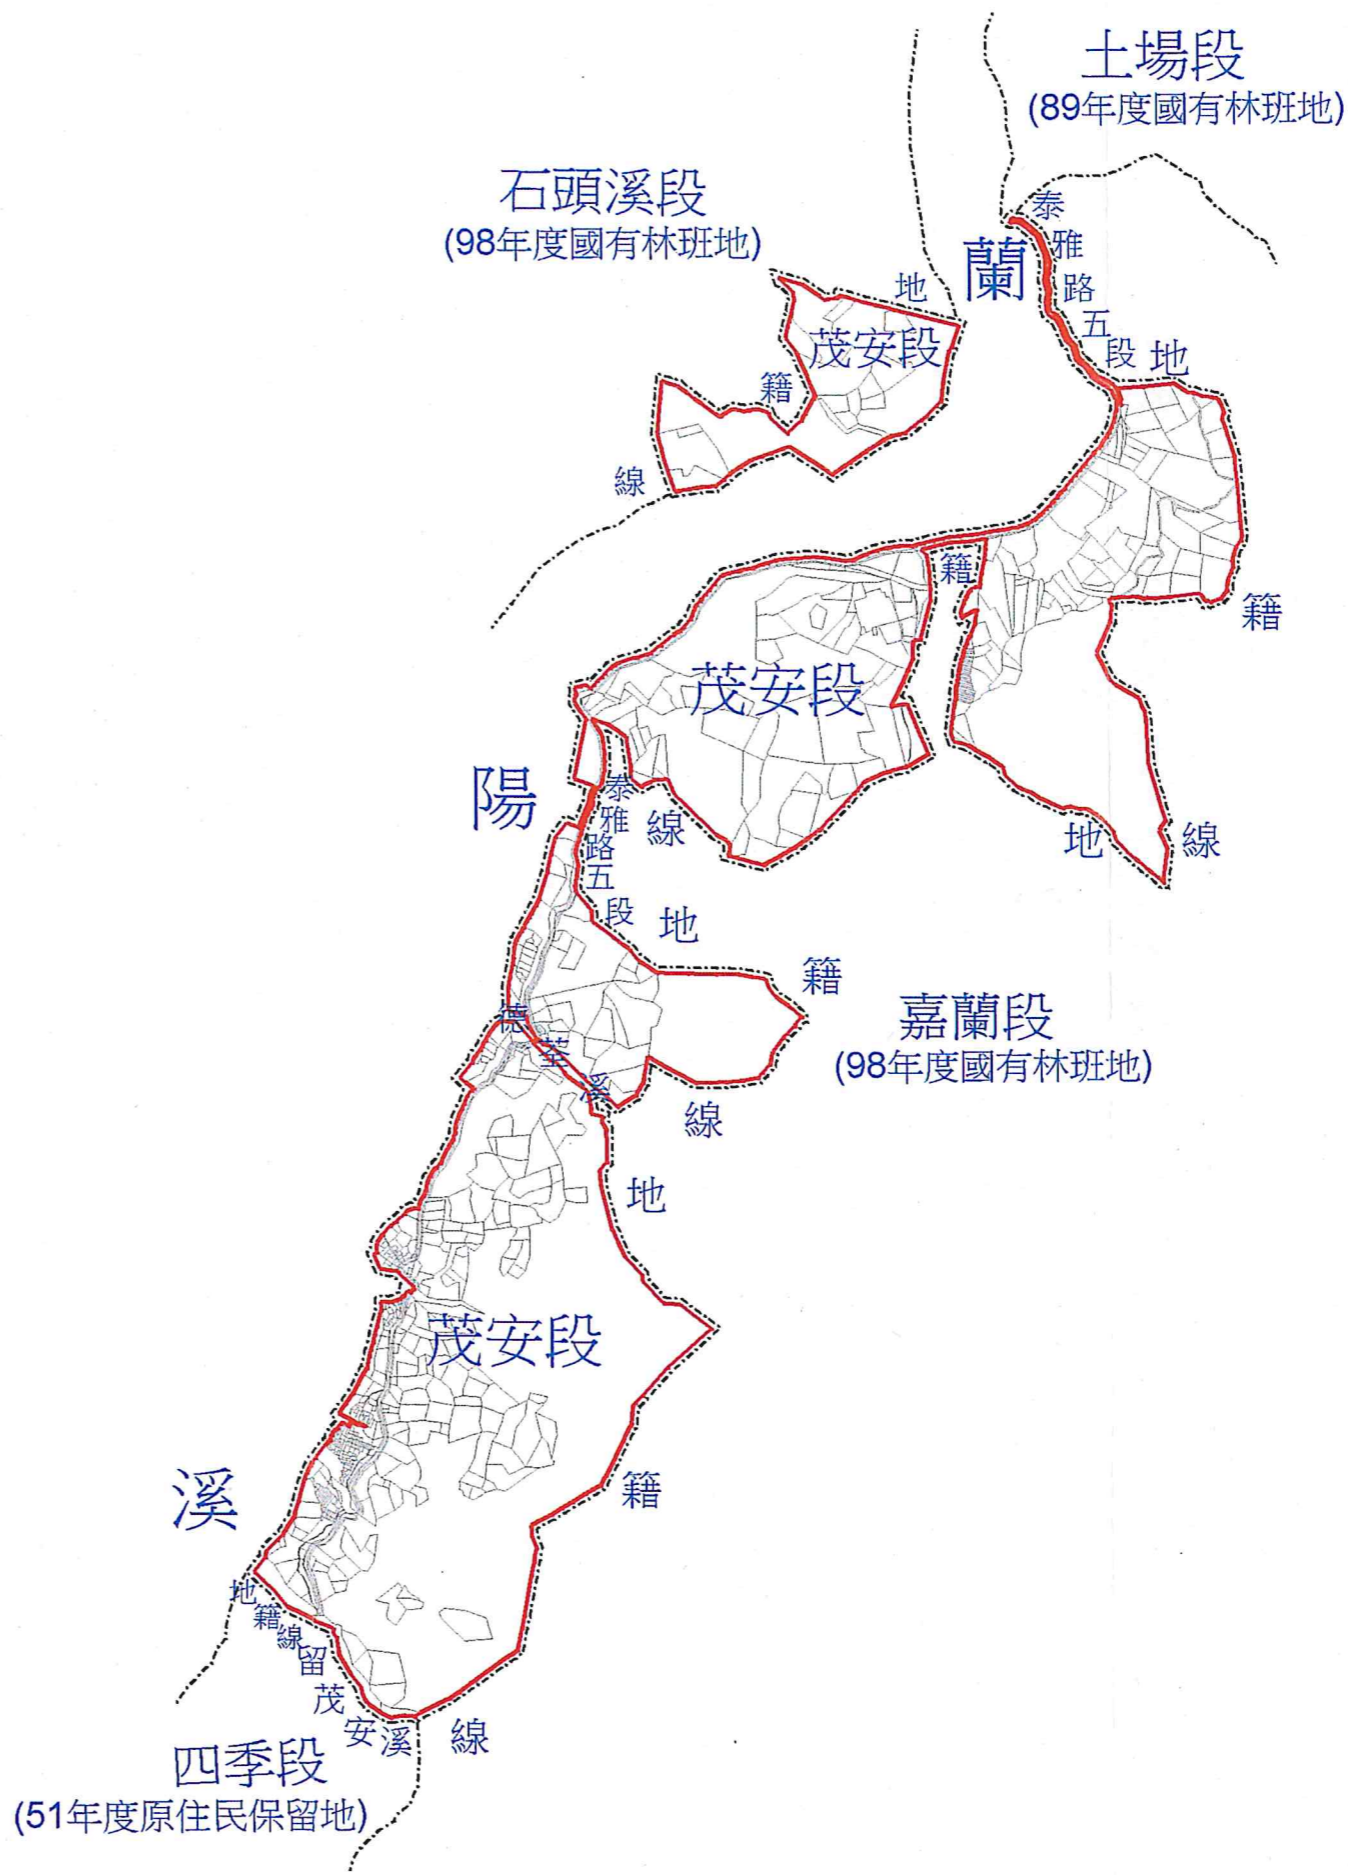 土場段
(89年度國有林班地)
石頭溪段
(98年度國有林班地)
泰雅路五段
蘭陽溪
地籍線
茂安段
地籍線
地籍線
茂安段
泰雅路五段
地籍線
嘉蘭段
(98年度國有林班地)
德荃溪
地籍線
茂安段
地籍線
留茂安溪
四季段
(51年度原住民保留地)